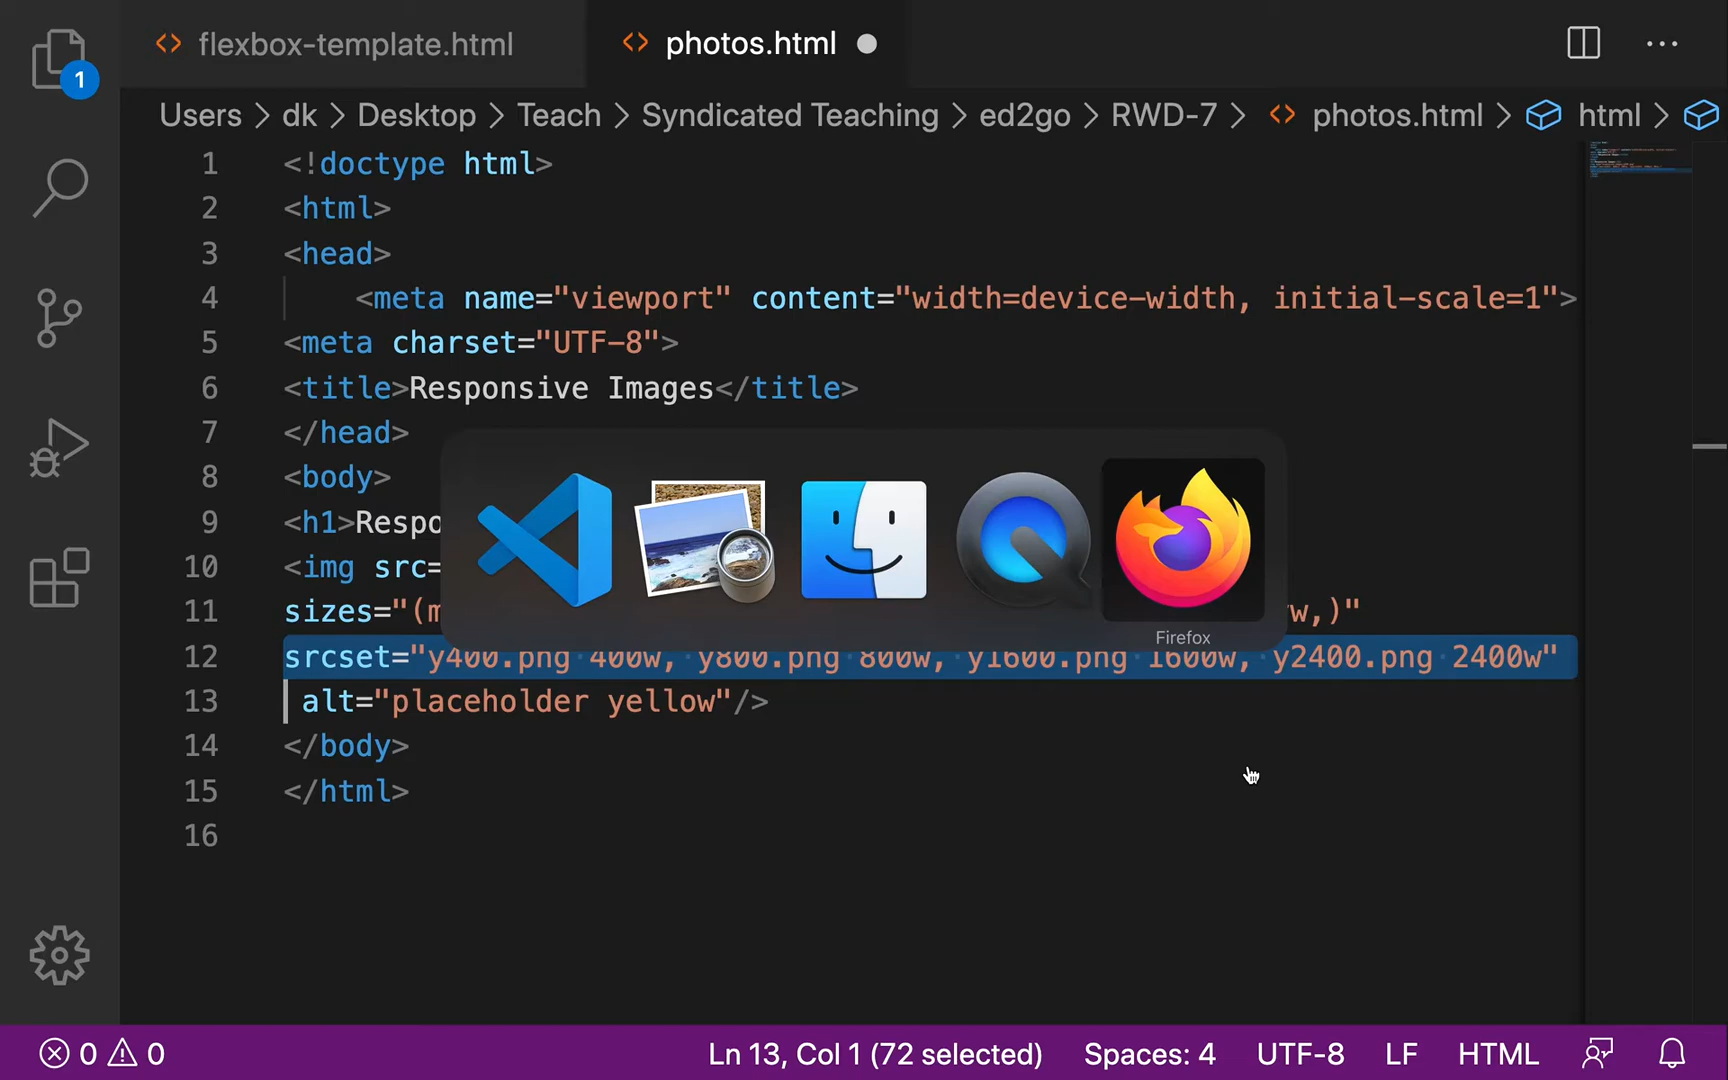 <> flexbox-template.html
<> photos.html
1
Users > dk > Desktop > Teach > Syndicated Teaching > ed2go > RWD-7 > <> photos.html > html >
1 <!doctype html>
2 <html>
3 <head>
4 <meta name="viewport" content="width=device-width, initial-scale=1">
5 <meta charset="UTF-8">
6 <title>Responsive Images</title>
7 </head>
8 <body>
9 <h1>Respo
10 <img src=
11 sizes="(m w,)"
Firefox
12 srcset="y400.png 400w, y800.png 800w, y1600.png 1600w, y2400.png 2400w"
13 alt="placeholder yellow"/>
14 </body>
15 </html>
16
0 0 Ln 13, Col 1 (72 selected) Spaces: 4 UTF-8 LF HTML